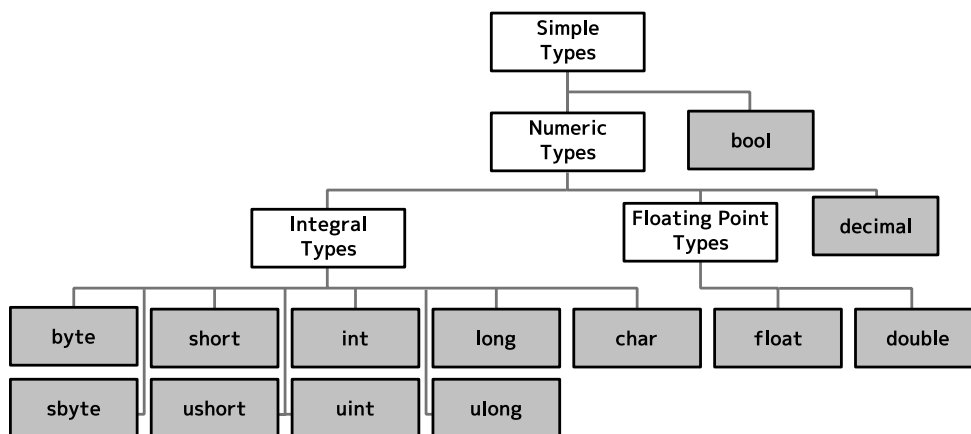 Simple
Types
Numeric
Types
bool
Integral
Types
Floating Point
Types
decimal
byte
short
int
long
char
float
double
sbyte
ushort
uint
ulong